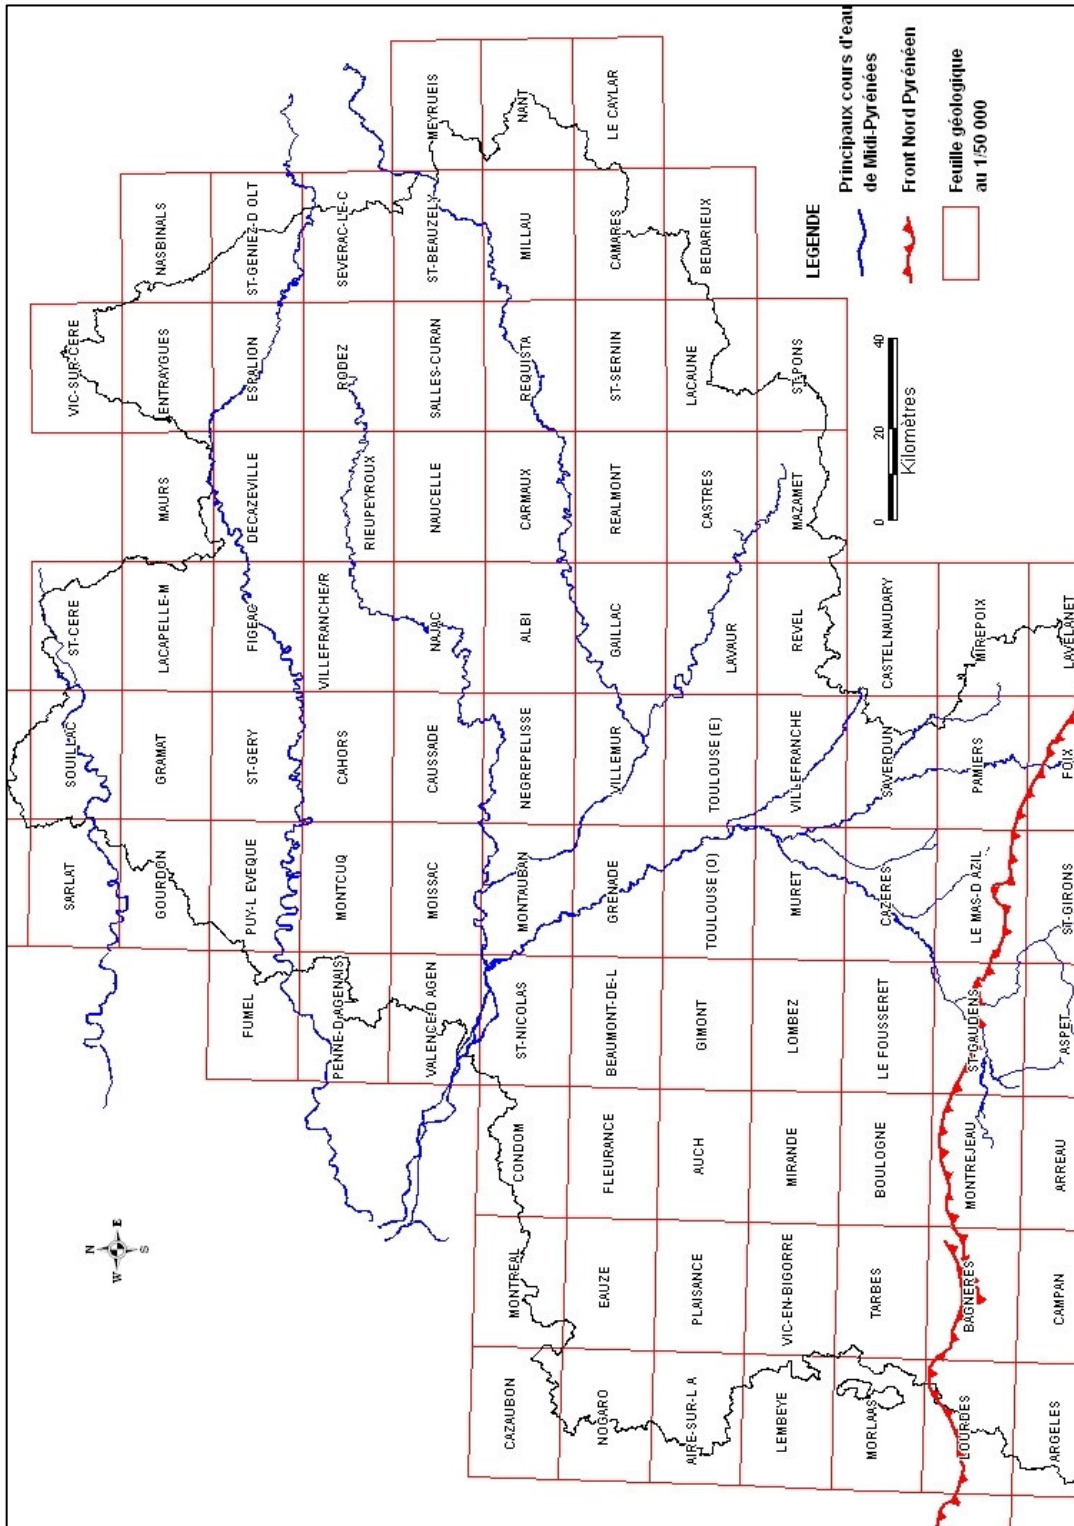 N
W
E
S
VIC-SUR-CERE
SARLAT
SOUILLAC
ST-CERE
MAURS
ENTRAYGUES
NASBINALS
GOURDON
GRAMAT
LACAPELLE-M
FUMEL
PUY-L EVEQUE
ST-GERY
FIGEAC
DECAZEVILLE
ESPALION
ST-GENIEZ-D OLT
PENNE-D AGENAIS
MONTCUQ
CAHORS
VILLEFRANCHE/R
RIEUPEYROUX
RODEZ
SEVERAC-LE-C
VALENCE-D AGEN
MOISSAC
CAUSSADE
NAJAC
NAUCELLE
SALLES-CURAN
ST-BEAUZELY
MEYRUEIS
CAZAUBON
MONTREAL
CONDOM
ST-NICOLAS
MONTAUBAN
NEGREPELISSE
ALBI
CARMAUX
REQUISTA
MILLAU
NANT
NOGARO
EAUZE
FLEURANCE
BEAUMONT-DE-L
GRENADE
VILLEMUR
GAILLAC
REALMONT
ST-SERNIN
CAMARES
LE CAYLAR
AIRE-SUR-L A
PLAISANCE
AUCH
GIMONT
TOULOUSE (O)
TOULOUSE (E)
LAVAUR
CASTRES
LACAUNE
BEDARIEUX
LEMBEYE
VIC-EN-BIGORRE
MIRANDE
LOMBEZ
MURET
VILLEFRANCHE
REVEL
MAZAMET
ST-PONS
MORLAAS
TARBES
BOULOGNE
LE FOUSSERET
CAZERES
SAVERDUN
CASTELNAUDARY
LOURDES
BAGNERES
MONTREJEAU
ST-GAUDENS
LE MAS-D AZIL
PAMIERS
MIREPOIX
ARGELES
CAMPAN
ARREAU
ASPET
ST-GIRONS
FOIX
LAVELANET
0
20
40
Kilomètres
LEGENDE
Principaux cours d'eau
de Midi-Pyrénées
Front Nord Pyrénéen
Feuille géologique
au 1/50 000